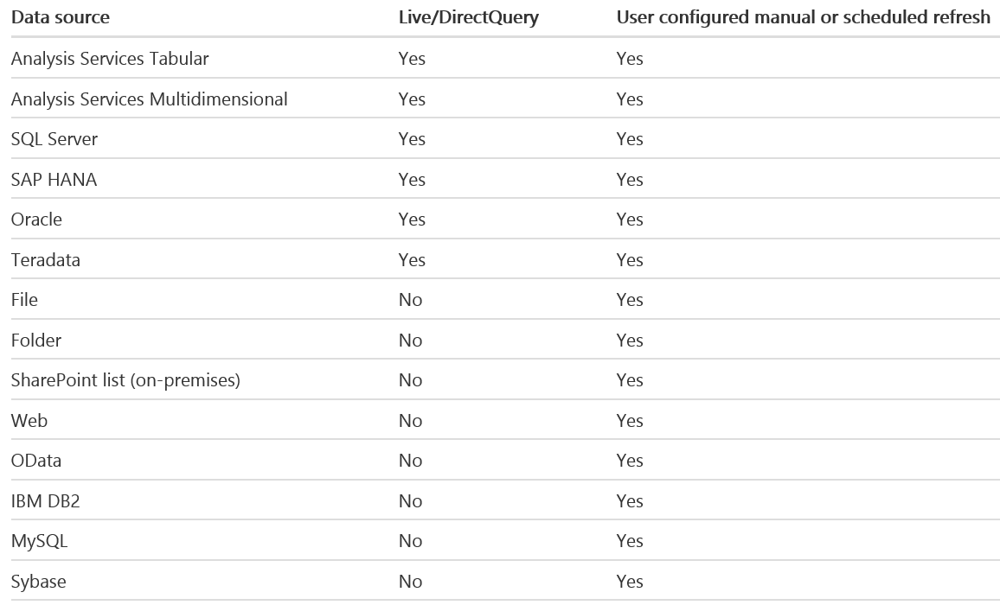 Data source Live/DirectQuery User configured manual or scheduled refresh
Analysis Services Tabular Yes Yes
Analysis Services Multidimensional Yes Yes
SQL Server Yes Yes
SAP HANA Yes Yes
Oracle Yes Yes
Teradata Yes Yes
File No Yes
Folder No Yes
SharePoint list (on-premises) No Yes
Web No Yes
OData No Yes
IBM DB2 No Yes
MySQL No Yes
Sybase No Yes